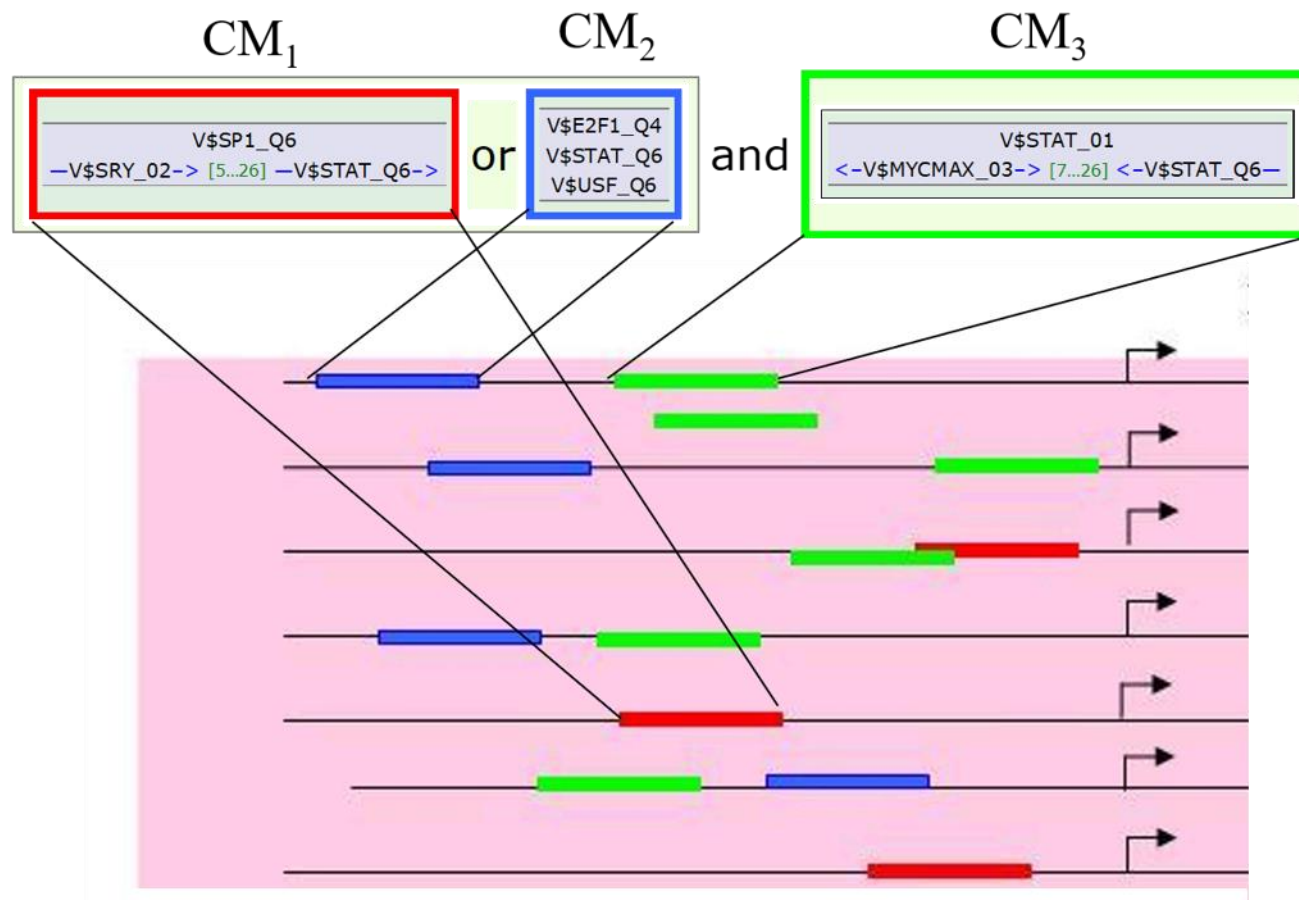 CM₁ CM₂ CM₃
V$SP1_Q6
—V$SRY_02-> [5...26] —V$STAT_Q6->
or
V$E2F1_Q4
V$STAT_Q6
V$USF_Q6
and
V$STAT_01
<-V$MYCMAX_03-> [7...26] <-V$STAT_Q6—